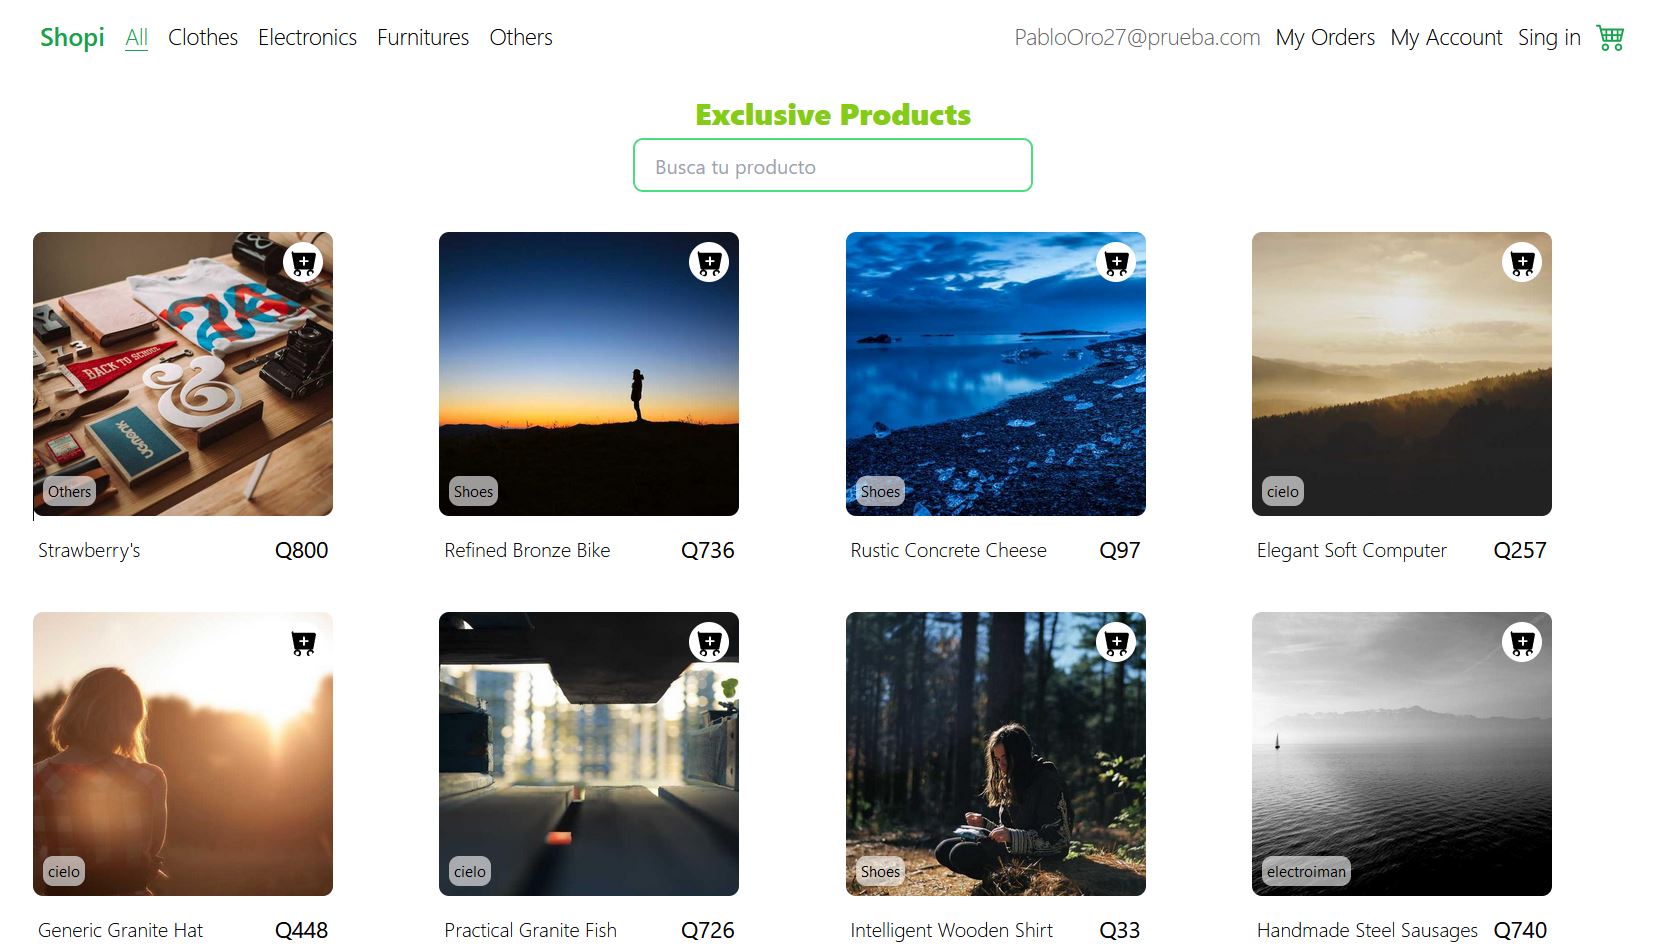 Shopi All Clothes Electronics Furnitures Others PabloOro27@prueba.com My Orders My Account Sing in
Exclusive Products
Busca tu producto
BACK TO SCHOOL
UGMONK
Others
Shoes
Shoes
cielo
Strawberry's Q800
Refined Bronze Bike Q736
Rustic Concrete Cheese Q97
Elegant Soft Computer Q257
cielo
cielo
Shoes
electroiman
Generic Granite Hat Q448
Practical Granite Fish Q726
Intelligent Wooden Shirt Q33
Handmade Steel Sausages Q740